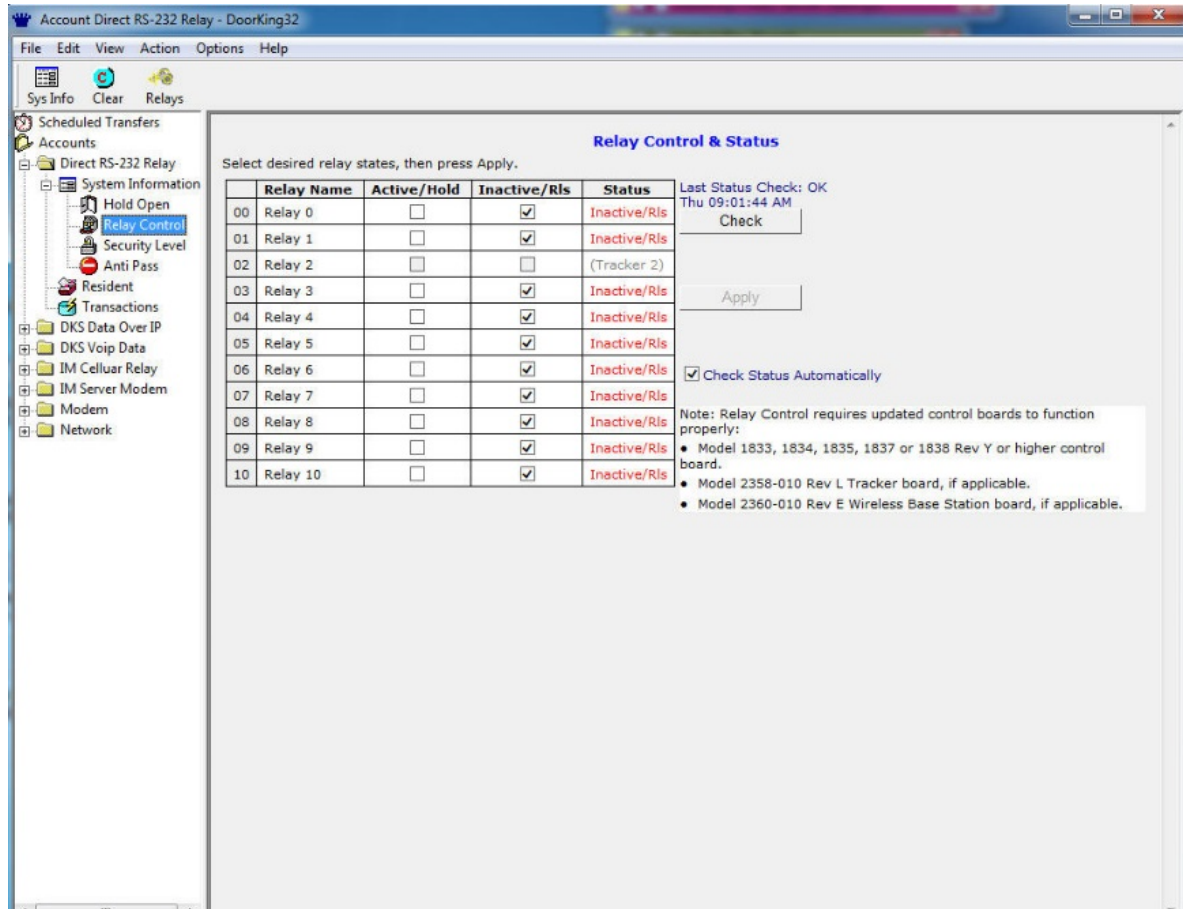 Account Direct RS-232 Relay - DoorKing32
File Edit View Action Options Help
Sys Info Clear Relays
Scheduled Transfers
Accounts
Direct RS-232 Relay
System Information
Hold Open
Relay Control
Security Level
Anti Pass
Resident
Transactions
DKS Data Over IP
DKS Voip Data
IM Celluar Relay
IM Server Modem
Modem
Network
Relay Control & Status
Select desired relay states, then press Apply.
Relay Name Active/Hold Inactive/Rls Status
00 Relay 0 Inactive/Rls
01 Relay 1 Inactive/Rls
02 Relay 2 (Tracker 2)
03 Relay 3 Inactive/Rls
04 Relay 4 Inactive/Rls
05 Relay 5 Inactive/Rls
06 Relay 6 Inactive/Rls
07 Relay 7 Inactive/Rls
08 Relay 8 Inactive/Rls
09 Relay 9 Inactive/Rls
10 Relay 10 Inactive/Rls
Last Status Check: OK
Thu 09:01:44 AM
Check
Apply
Check Status Automatically
Note: Relay Control requires updated control boards to function
properly:
• Model 1833, 1834, 1835, 1837 or 1838 Rev Y or higher control
board.
• Model 2358-010 Rev L Tracker board, if applicable.
• Model 2360-010 Rev E Wireless Base Station board, if applicable.